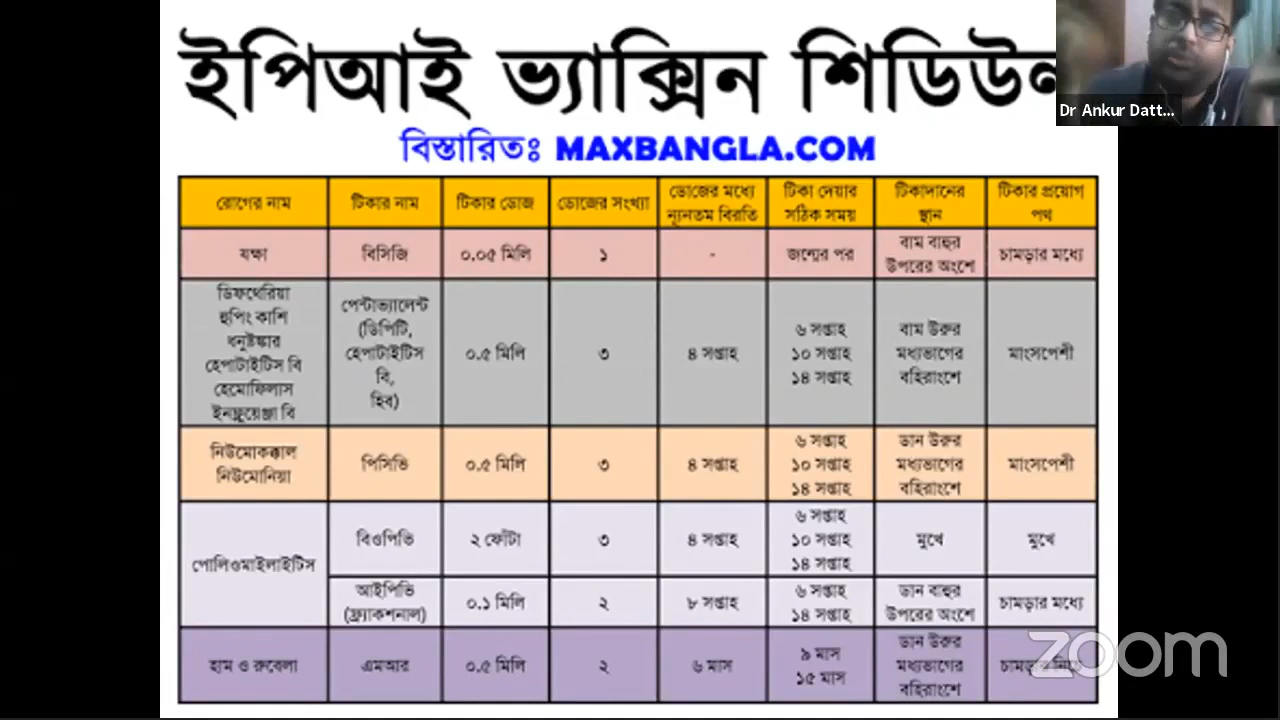 ইপিআই ভ্যাক্সিন শিডিউল
Dr Ankur Datt...
বিস্তারিতঃ MAXBANGLA.COM
রোগের নাম
টিকার নাম
টিকার ডোজ
ডোজের সংখ্যা
ডোজের মধ্যে
ন্যূনতম বিরতি
টিকা দেয়ার
সঠিক সময়
টিকাদানের
স্থান
টিকার প্রয়োগ
পথ
যক্ষা
বিসিজি
০.০৫ মিলি
১
-
জন্মের পর
বাম বাহুর
উপরের অংশে
চামড়ার মধ্যে
ডিফথেরিয়া
হুপিং কাশি
ধনুষ্টঙ্কার
হেপাটাইটিস বি
হেমোফিলাস
ইনফ্লুয়েঞ্জা বি
পেন্টাভ্যালেন্ট
(ডিপিটি,
হেপাটাইটিস
বি,
হিব)
০.৫ মিলি
৩
৪ সপ্তাহ
৬ সপ্তাহ
১০ সপ্তাহ
১৪ সপ্তাহ
বাম উরুর
মধ্যভাগের
বহিরাংশে
মাংসপেশী
নিউমোকক্কাল
নিউমোনিয়া
পিসিভি
০.৫ মিলি
৩
৪ সপ্তাহ
৬ সপ্তাহ
১০ সপ্তাহ
১৪ সপ্তাহ
ডান উরুর
মধ্যভাগের
বহিরাংশে
মাংসপেশী
পোলিওমাইলাইটিস
বিওপিভি
২ ফোঁটা
৩
৪ সপ্তাহ
৬ সপ্তাহ
১০ সপ্তাহ
১৪ সপ্তাহ
মুখে
মুখে
আইপিভি
(ফ্র্যাকশনাল)
০.১ মিলি
২
৮ সপ্তাহ
৬ সপ্তাহ
১৪ সপ্তাহ
ডান বাহুর
উপরের অংশে
চামড়ার মধ্যে
হাম ও রুবেলা
এমআর
০.৫ মিলি
২
৬ মাস
৯ মাস
১৫ মাস
ডান উরুর
মধ্যভাগের
বহিরাংশে
চামড়ার নিচে
zoom